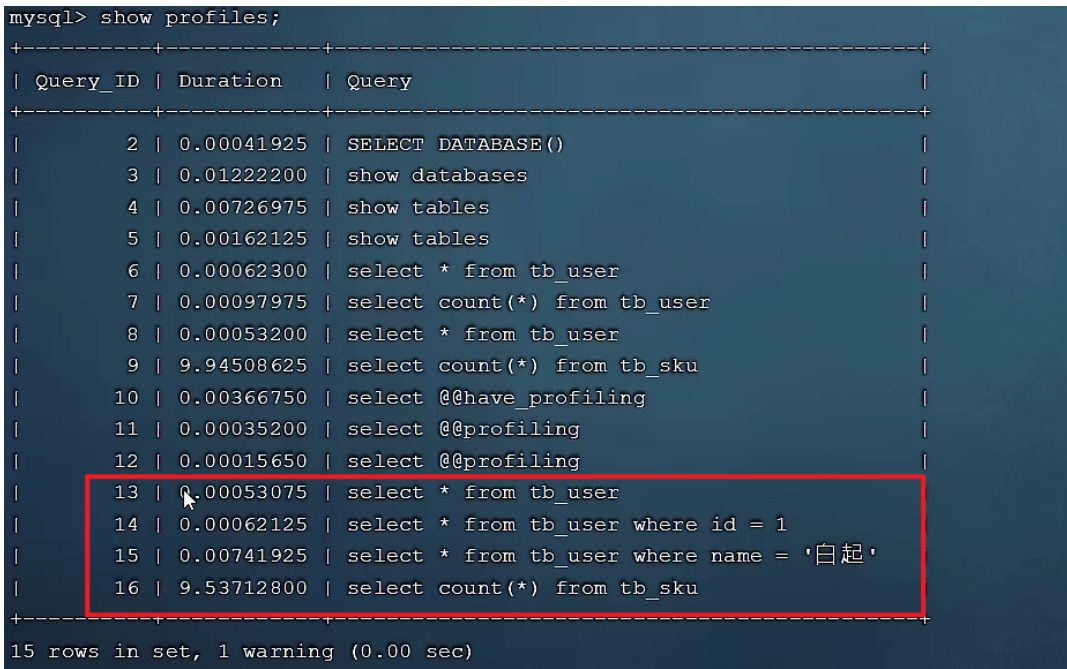 mysql> show profiles;
+----------+------------+---------------------------------------------+
| Query_ID | Duration | Query |
+----------+------------+---------------------------------------------+
| 2 | 0.00041925 | SELECT DATABASE() |
| 3 | 0.01222200 | show databases |
| 4 | 0.00726975 | show tables |
| 5 | 0.00162125 | show tables |
| 6 | 0.00062300 | select * from tb_user |
| 7 | 0.00097975 | select count(*) from tb_user |
| 8 | 0.00053200 | select * from tb_user |
| 9 | 9.94508625 | select count(*) from tb_sku |
| 10 | 0.00366750 | select @@have_profiling |
| 11 | 0.00035200 | select @@profiling |
| 12 | 0.00015650 | select @@profiling |
| 13 | 0.00053075 | select * from tb_user |
| 14 | 0.00062125 | select * from tb_user where id = 1 |
| 15 | 0.00741925 | select * from tb_user where name = '白起' |
| 16 | 9.53712800 | select count(*) from tb_sku |
+----------+------------+---------------------------------------------+
15 rows in set, 1 warning (0.00 sec)